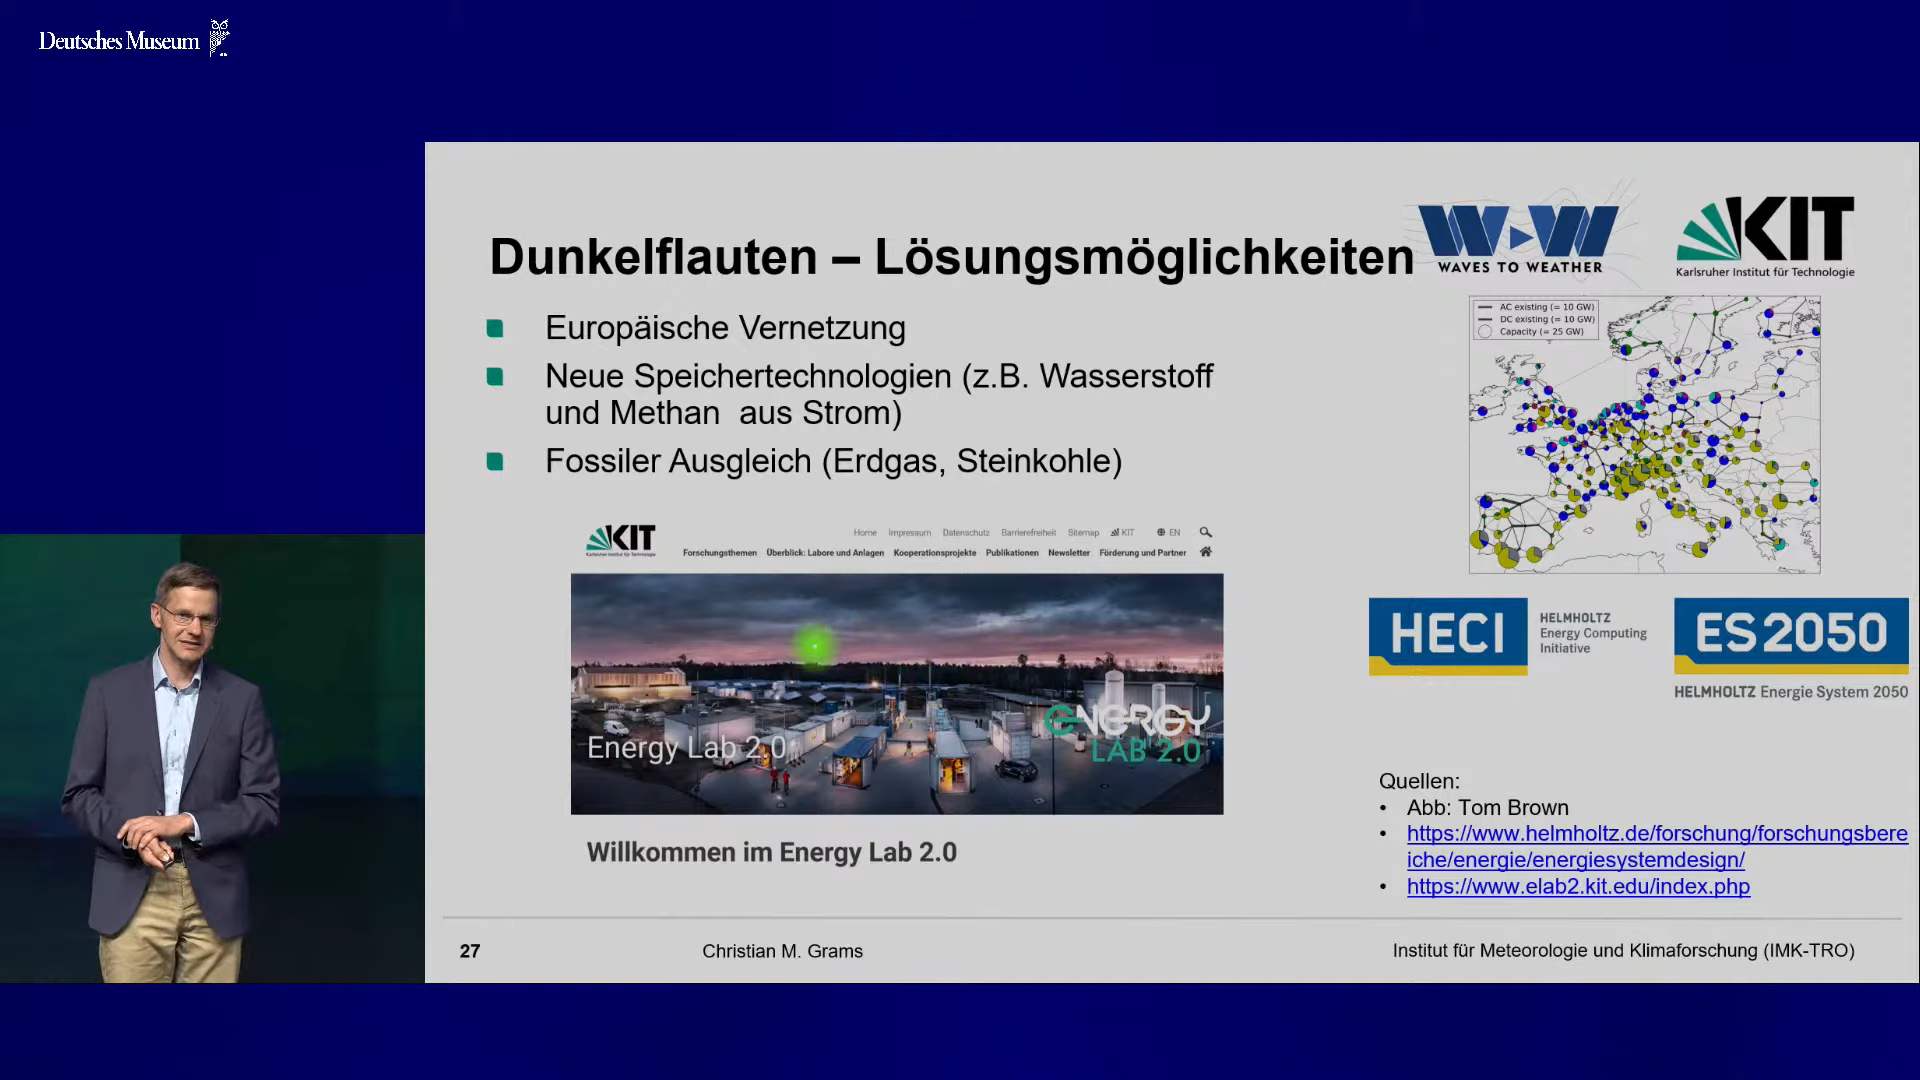 Deutsches Museum
Dunkelflauten – Lösungsmöglichkeiten
WAVES TO WEATHER
KIT
Karlsruher Institut für Technologie
Europäische Vernetzung
Neue Speichertechnologien (z.B. Wasserstoff
und Methan aus Strom)
Fossiler Ausgleich (Erdgas, Steinkohle)
AC existing (= 10 GW)
DC existing (= 10 GW)
Capacity (= 25 GW)
KIT
Karlsruher Institut für Technologie
Home Impressum Datenschutz Barrierefreiheit Sitemap KIT EN
Forschungsthemen Überblick: Labore und Anlagen Kooperationsprojekte Publikationen Newsletter Förderung und Partner
Energy Lab 2.0
ENERGY
LAB 2.0
Willkommen im Energy Lab 2.0
HECI
HELMHOLTZ
Energy Computing
Initiative
ES2050
HELMHOLTZ Energie System 2050
Quellen:
• Abb: Tom Brown
• https://www.helmholtz.de/forschung/forschungsbere
iche/energie/energiesystemdesign/
• https://www.elab2.kit.edu/index.php
27
Christian M. Grams
Institut für Meteorologie und Klimaforschung (IMK-TRO)